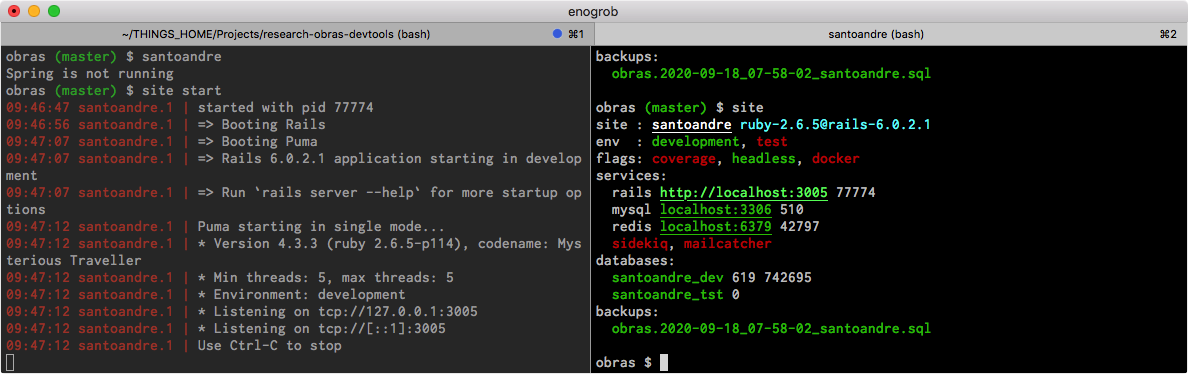 enogrob
~/THINGS_HOME/Projects/research-obras-devtools (bash)
⌘1
santoandre (bash)
⌘2
obras (master) $ santoandre
Spring is not running
obras (master) $ site start
09:46:47 santoandre.1 | started with pid 77774
09:46:56 santoandre.1 | => Booting Rails
09:47:07 santoandre.1 | => Booting Puma
09:47:07 santoandre.1 | => Rails 6.0.2.1 application starting in develop
ment
09:47:07 santoandre.1 | => Run `rails server --help` for more startup op
tions
09:47:12 santoandre.1 | Puma starting in single mode...
09:47:12 santoandre.1 | * Version 4.3.3 (ruby 2.6.5-p114), codename: Mys
terious Traveller
09:47:12 santoandre.1 | * Min threads: 5, max threads: 5
09:47:12 santoandre.1 | * Environment: development
09:47:12 santoandre.1 | * Listening on tcp://127.0.0.1:3005
09:47:12 santoandre.1 | * Listening on tcp://[::1]:3005
09:47:12 santoandre.1 | Use Ctrl-C to stop
backups:
obras.2020-09-18_07-58-02_santoandre.sql
obras (master) $ site
site : santoandre ruby-2.6.5@rails-6.0.2.1
env  : development, test
flags: coverage, headless, docker
services:
rails http://localhost:3005 77774
mysql localhost:3306 510
redis localhost:6379 42797
sidekiq, mailcatcher
databases:
santoandre_dev 619 742695
santoandre_tst 0
backups:
obras.2020-09-18_07-58-02_santoandre.sql
obras $